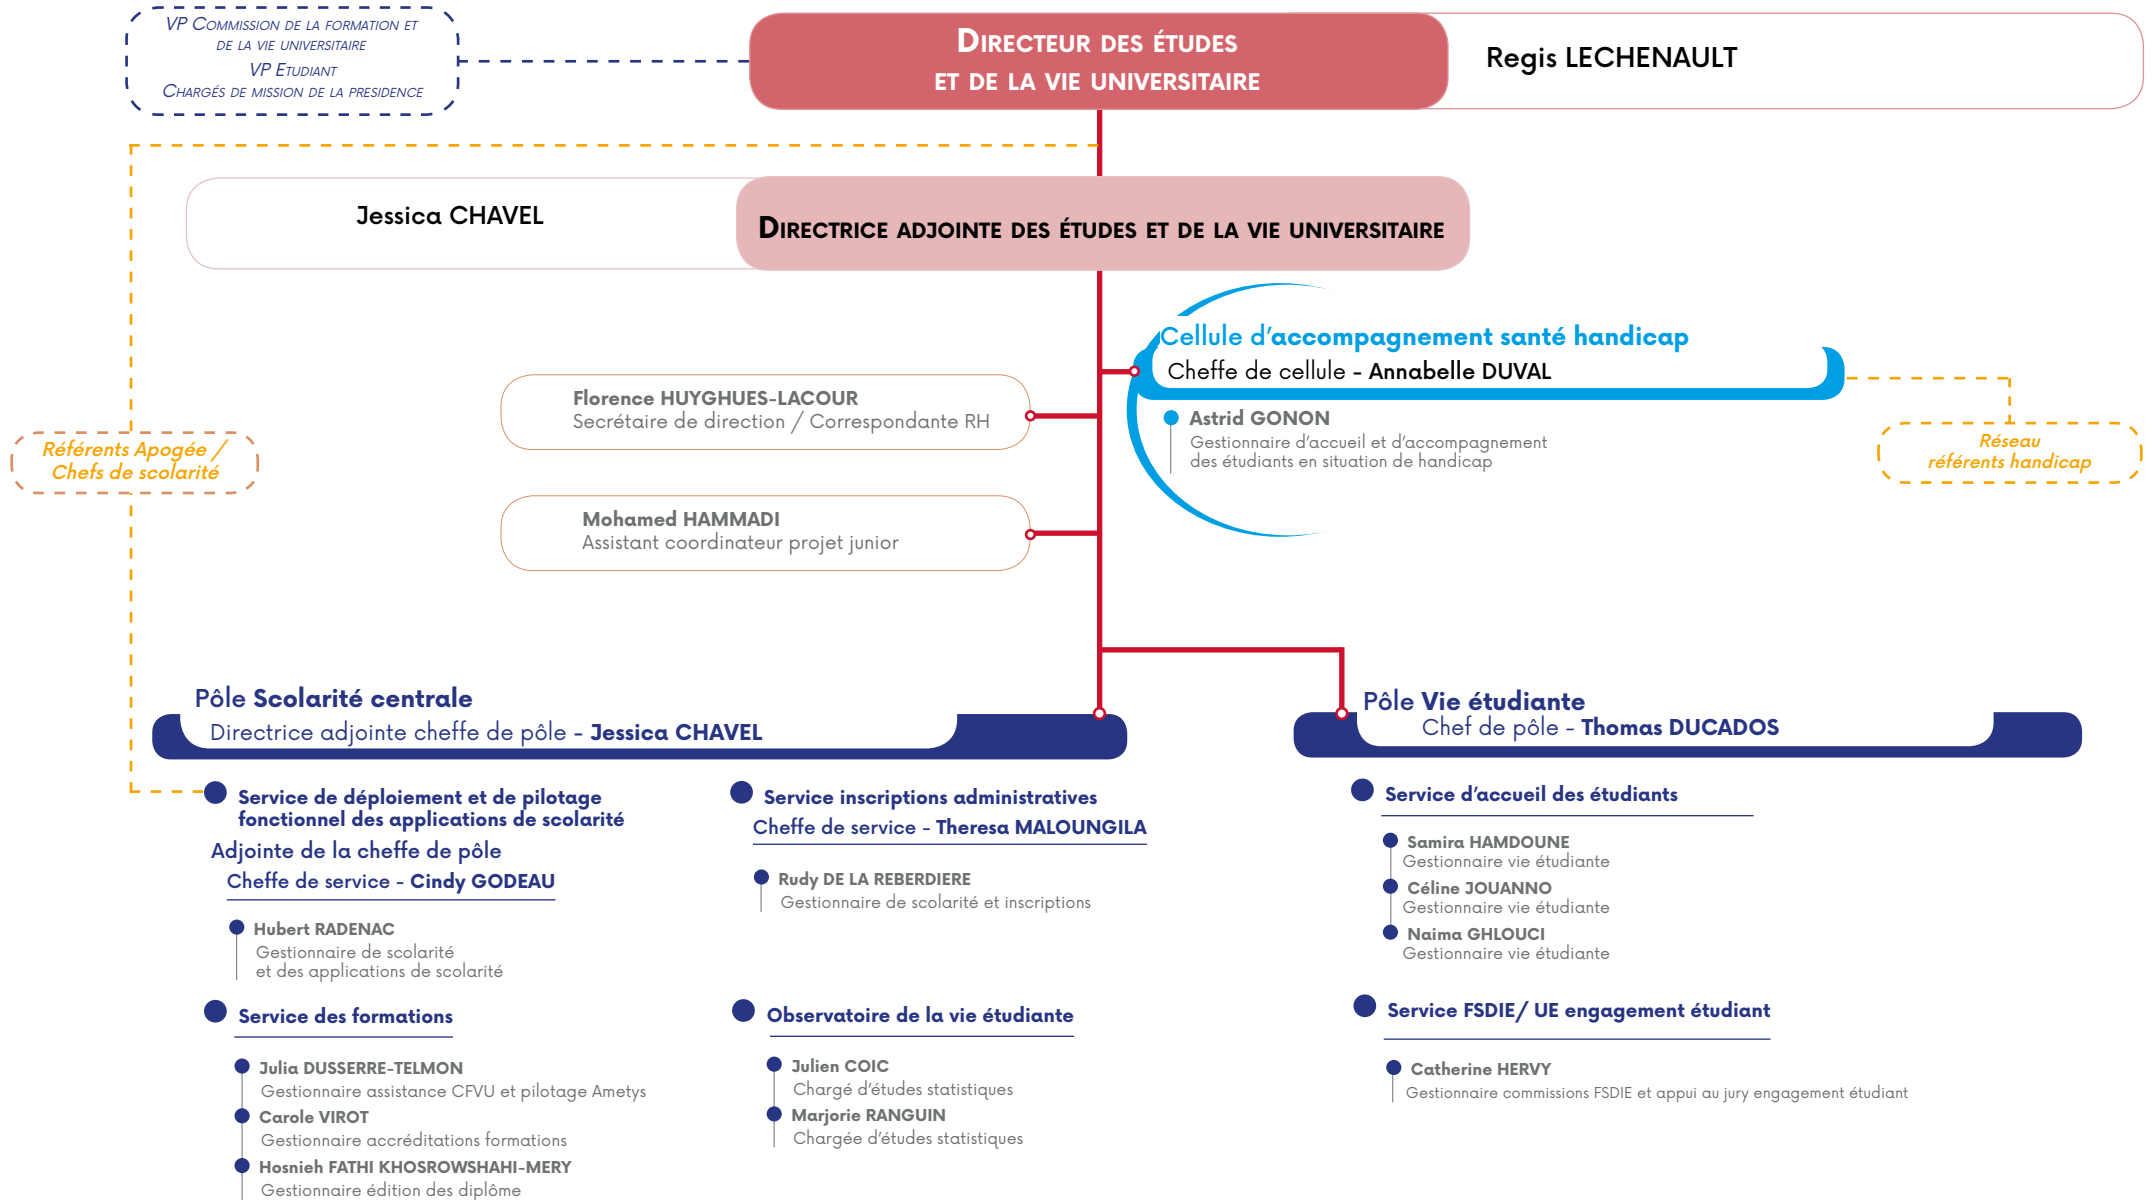 VP Commission de la formation et
de la vie universitaire
VP Etudiant
Chargés de mission de la presidence
Directeur des études
et de la vie universitaire
Regis LECHENAULT
Jessica CHAVEL
Directrice adjointe des études et de la vie universitaire
Cellule d’accompagnement santé handicap
Cheffe de cellule - Annabelle DUVAL
Astrid GONON
Gestionnaire d’accueil et d’accompagnement
des étudiants en situation de handicap
Réseau
référents handicap
Florence HUYGHUES-LACOUR
Secrétaire de direction / Correspondante RH
Référents Apogée /
Chefs de scolarité
Mohamed HAMMADI
Assistant coordinateur projet junior
Pôle Scolarité centrale
Directrice adjointe cheffe de pôle - Jessica CHAVEL
Service de déploiement et de pilotage
fonctionnel des applications de scolarité
Adjointe de la cheffe de pôle
Cheffe de service - Cindy GODEAU
Hubert RADENAC
Gestionnaire de scolarité
et des applications de scolarité
Service des formations
Julia DUSSERRE-TELMON
Gestionnaire assistance CFVU et pilotage Ametys
Carole VIROT
Gestionnaire accréditations formations
Hosnieh FATHI KHOSROWSHAHI-MERY
Gestionnaire édition des diplôme
Service inscriptions administratives
Cheffe de service - Theresa MALOUNGILA
Rudy DE LA REBERDIERE
Gestionnaire de scolarité et inscriptions
Observatoire de la vie étudiante
Julien COIC
Chargé d’études statistiques
Marjorie RANGUIN
Chargée d’études statistiques
Pôle Vie étudiante
Chef de pôle - Thomas DUCADOS
Service d’accueil des étudiants
Samira HAMDOUNE
Gestionnaire vie étudiante
Céline JOUANNO
Gestionnaire vie étudiante
Naima GHLOUCI
Gestionnaire vie étudiante
Service FSDIE/ UE engagement étudiant
Catherine HERVY
Gestionnaire commissions FSDIE et appui au jury engagement étudiant